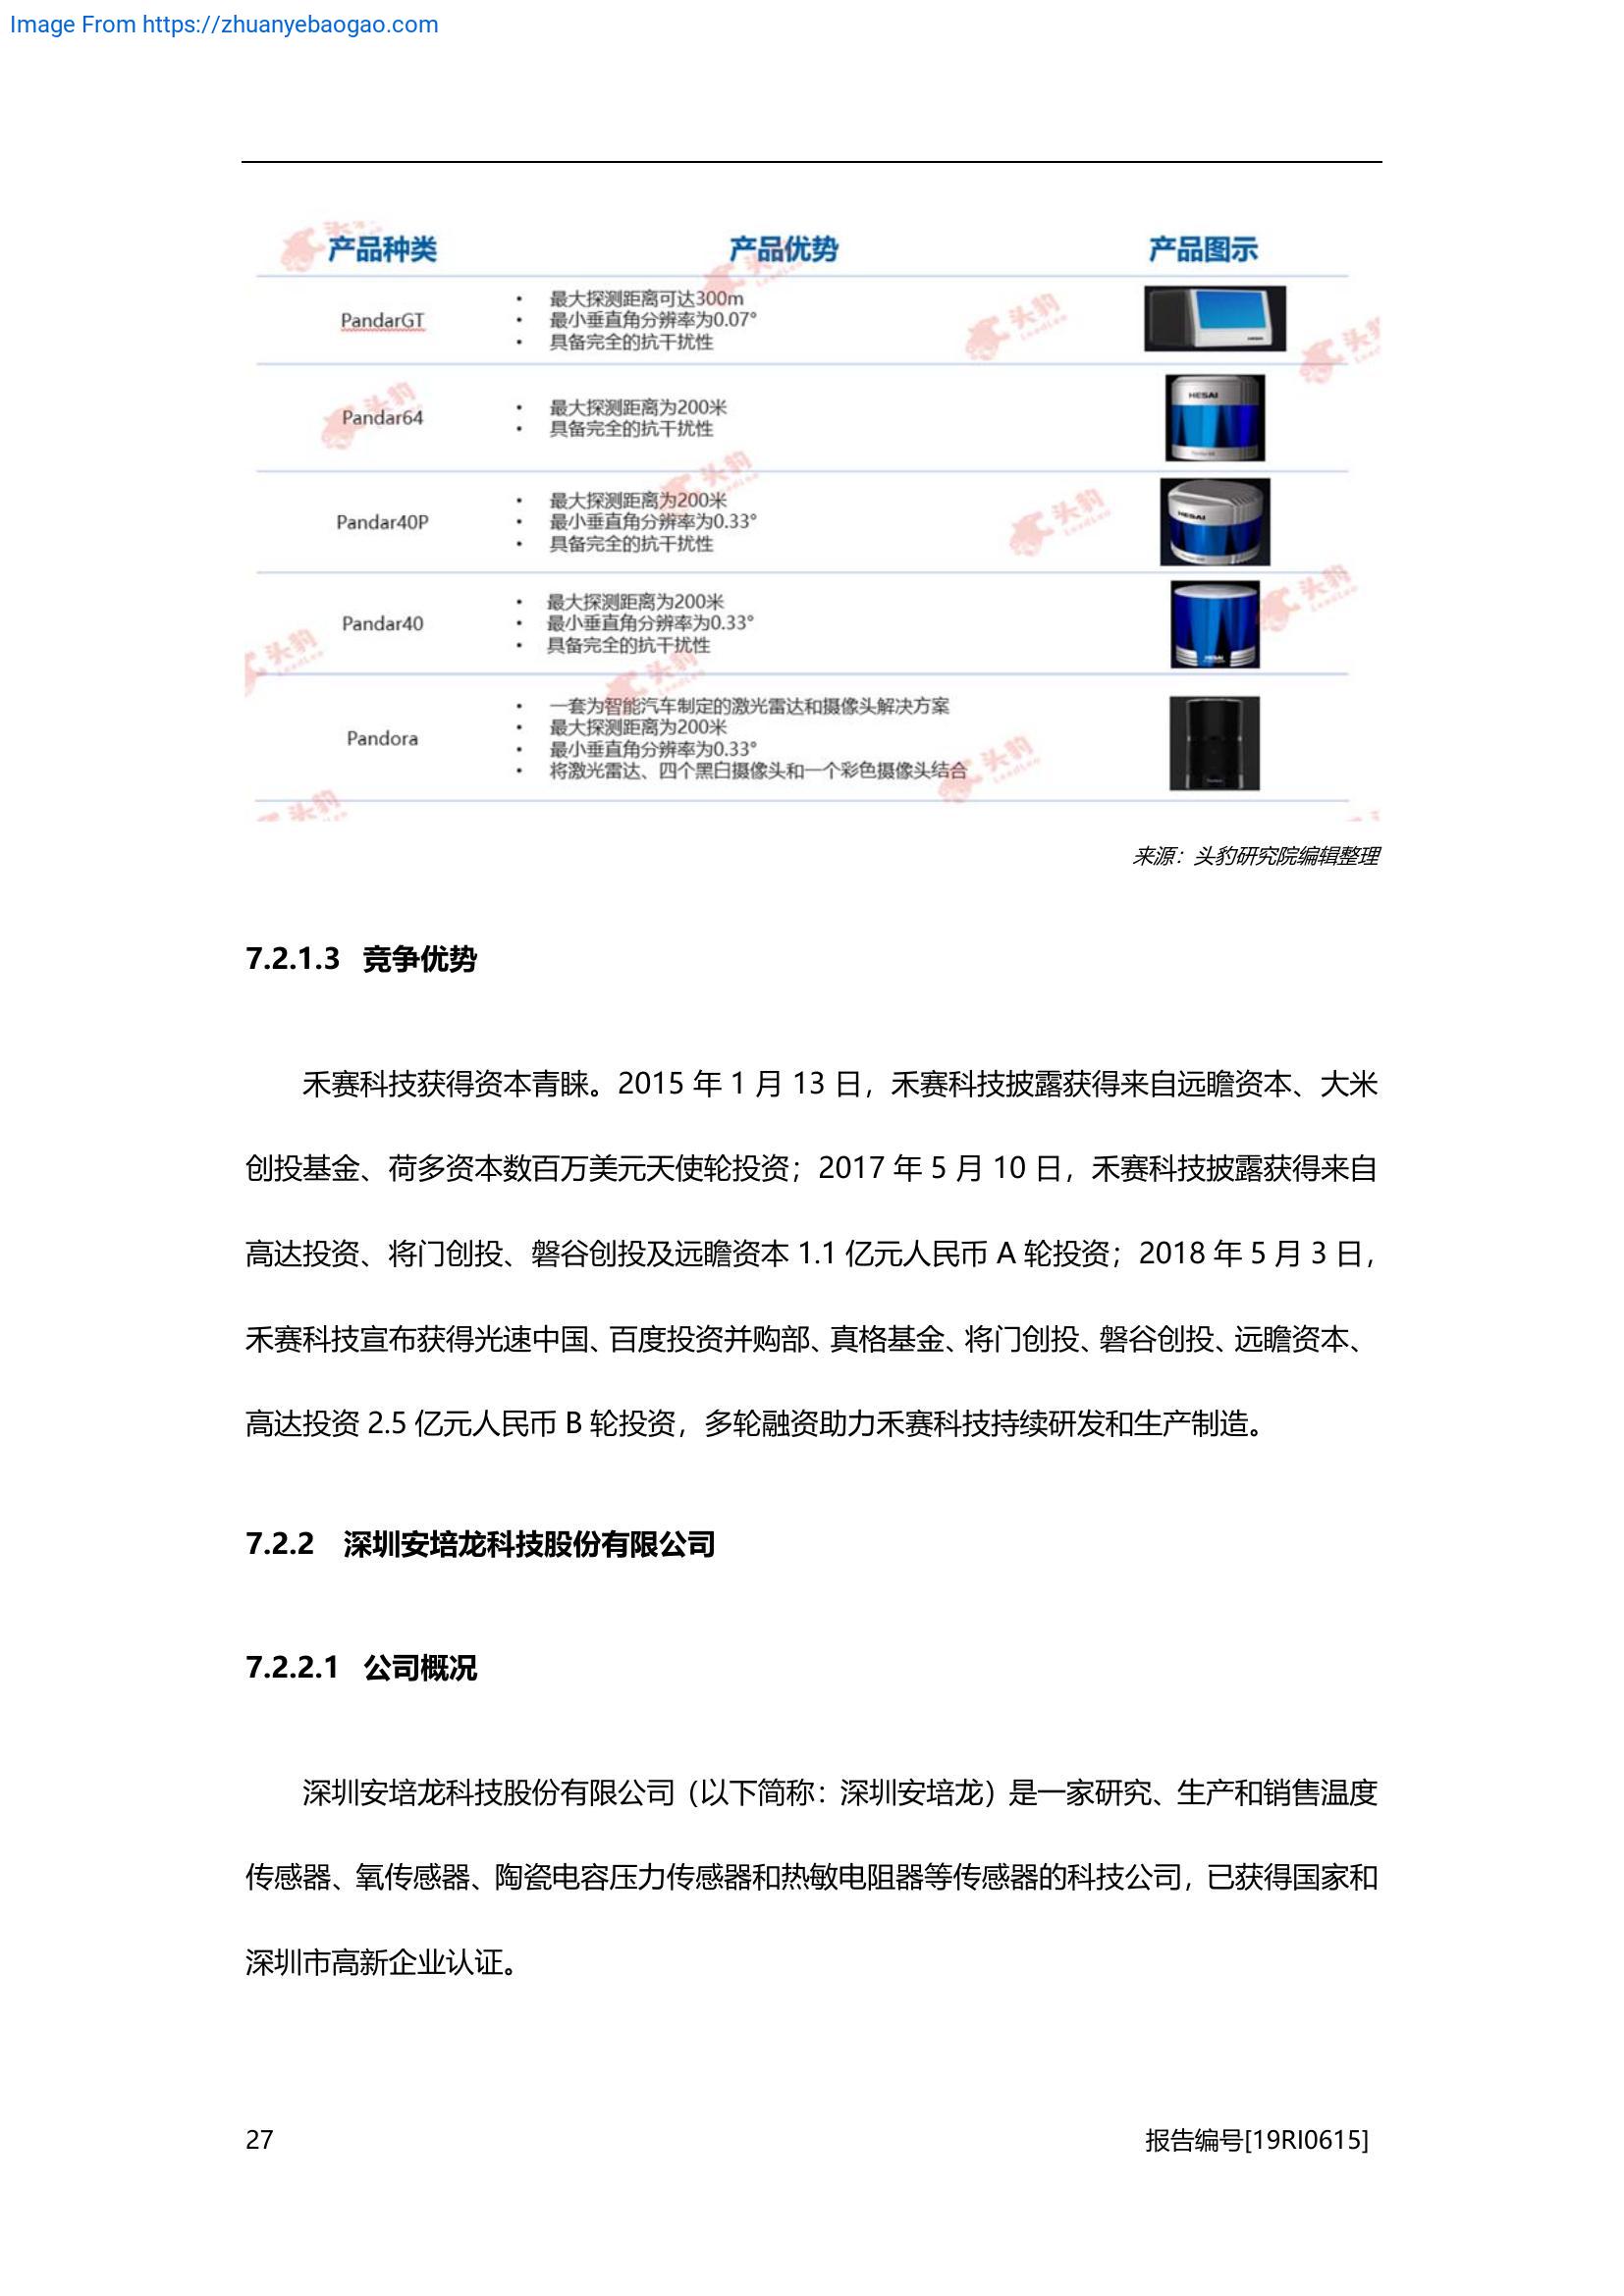 Image From https://zhuanyebaogao.com
产品种类 产品优势 产品图示
PandarGT
• 最大探测距离可达300m
• 最小垂直角分辨率为0.07°
• 具备完全的抗干扰性
Pandar64
• 最大探测距离为200米
• 具备完全的抗干扰性
HESAI
Pandar40P
• 最大探测距离为200米
• 最小垂直角分辨率为0.33°
• 具备完全的抗干扰性
HESAI
Pandar40
• 最大探测距离为200米
• 最小垂直角分辨率为0.33°
• 具备完全的抗干扰性
Pandora
• 一套为智能汽车制定的激光雷达和摄像头解决方案
• 最大探测距离为200米
• 最小垂直角分辨率为0.33°
• 将激光雷达、四个黑白摄像头和一个彩色摄像头结合
头豹 LeadLeo
来源：头豹研究院编辑整理
7.2.1.3 竞争优势
禾赛科技获得资本青睐。2015 年 1 月 13 日，禾赛科技披露获得来自远瞻资本、大米
创投基金、荷多资本数百万美元天使轮投资；2017 年 5 月 10 日，禾赛科技披露获得来自
高达投资、将门创投、磐谷创投及远瞻资本 1.1 亿元人民币 A 轮投资；2018 年 5 月 3 日，
禾赛科技宣布获得光速中国、百度投资并购部、真格基金、将门创投、磐谷创投、远瞻资本、
高达投资 2.5 亿元人民币 B 轮投资，多轮融资助力禾赛科技持续研发和生产制造。
7.2.2 深圳安培龙科技股份有限公司
7.2.2.1 公司概况
深圳安培龙科技股份有限公司（以下简称：深圳安培龙）是一家研究、生产和销售温度
传感器、氧传感器、陶瓷电容压力传感器和热敏电阻器等传感器的科技公司，已获得国家和
深圳市高新企业认证。
27 报告编号[19RI0615]